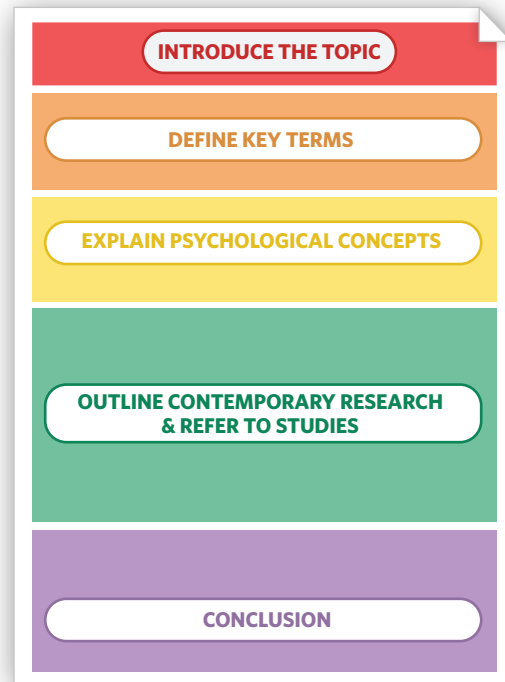 INTRODUCE THE TOPIC
DEFINE KEY TERMS
EXPLAIN PSYCHOLOGICAL CONCEPTS
OUTLINE CONTEMPORARY RESEARCH
& REFER TO STUDIES
CONCLUSION